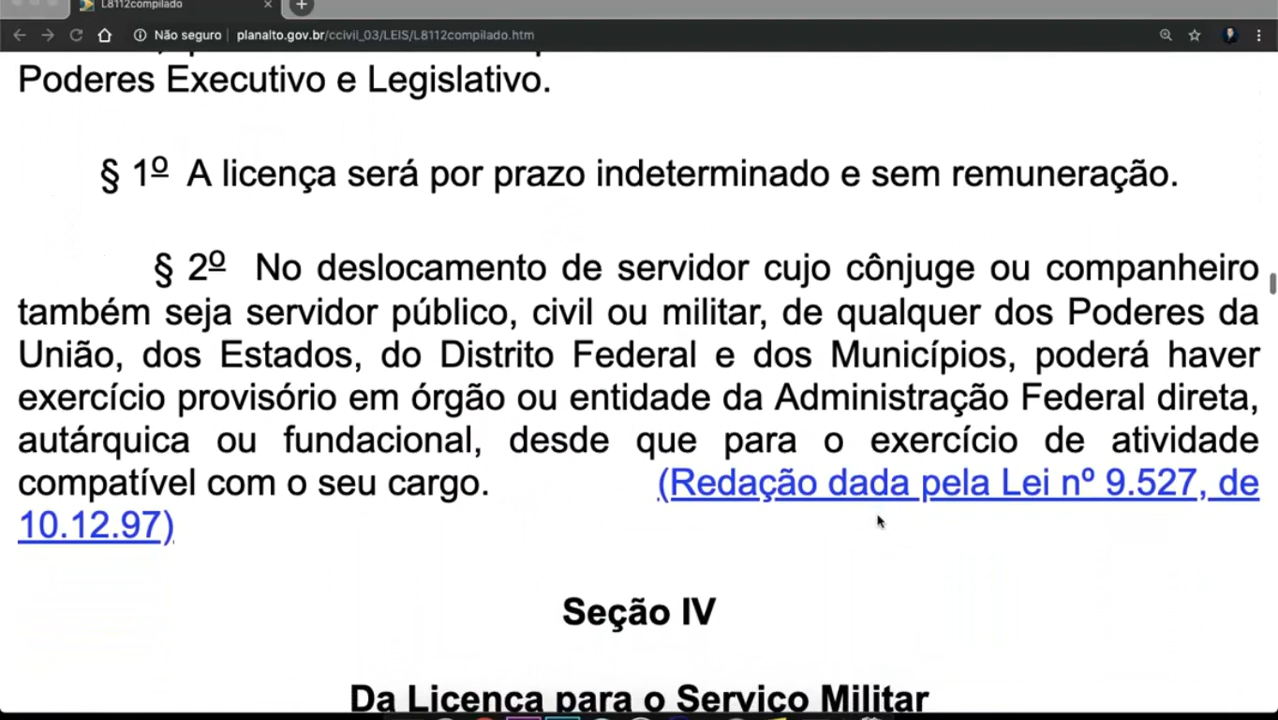 L8112compilado
Não seguro | planalto.gov.br/ccivil_03/LEIS/L8112compilado.htm
Poderes Executivo e Legislativo.
§ 1º A licença será por prazo indeterminado e sem remuneração.
§ 2º No deslocamento de servidor cujo cônjuge ou companheiro
também seja servidor público, civil ou militar, de qualquer dos Poderes da
União, dos Estados, do Distrito Federal e dos Municípios, poderá haver
exercício provisório em órgão ou entidade da Administração Federal direta,
autárquica ou fundacional, desde que para o exercício de atividade
compatível com o seu cargo. (Redação dada pela Lei nº 9.527, de
10.12.97)
Seção IV
Da Licença para o Serviço Militar